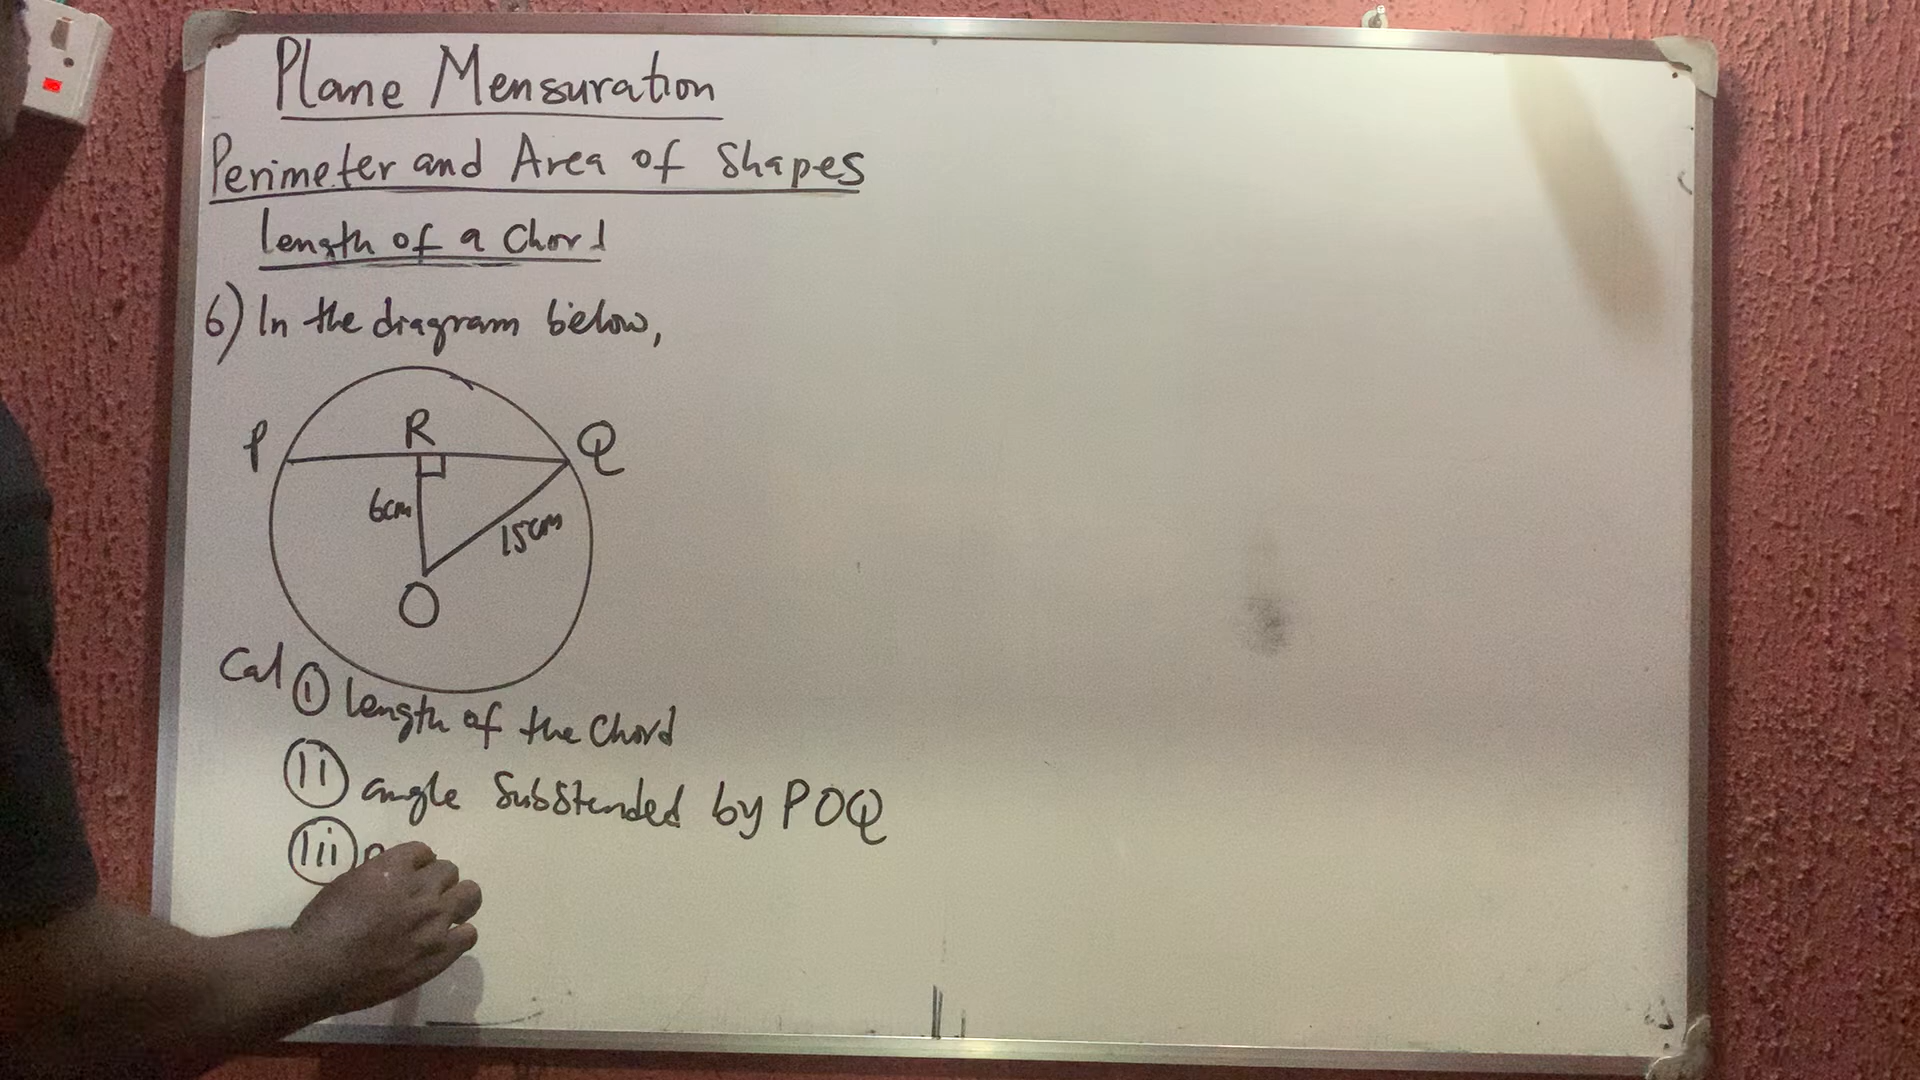 Plane Mensuration
Perimeter and Area of Shapes
Length of a Chord
6) In the diagram below,
P R Q
6cm
15cm
O
Cal (i) length of the Chord
(ii) angle Substended by POQ
(iii)